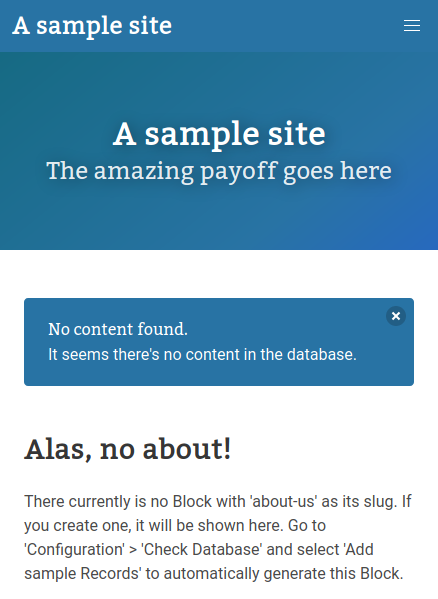 A sample site
A sample site
The amazing payoff goes here
No content found.
It seems there's no content in the database.
Alas, no about!
There currently is no Block with 'about-us' as its slug. If
you create one, it will be shown here. Go to
'Configuration' > 'Check Database' and select 'Add
sample Records' to automatically generate this Block.